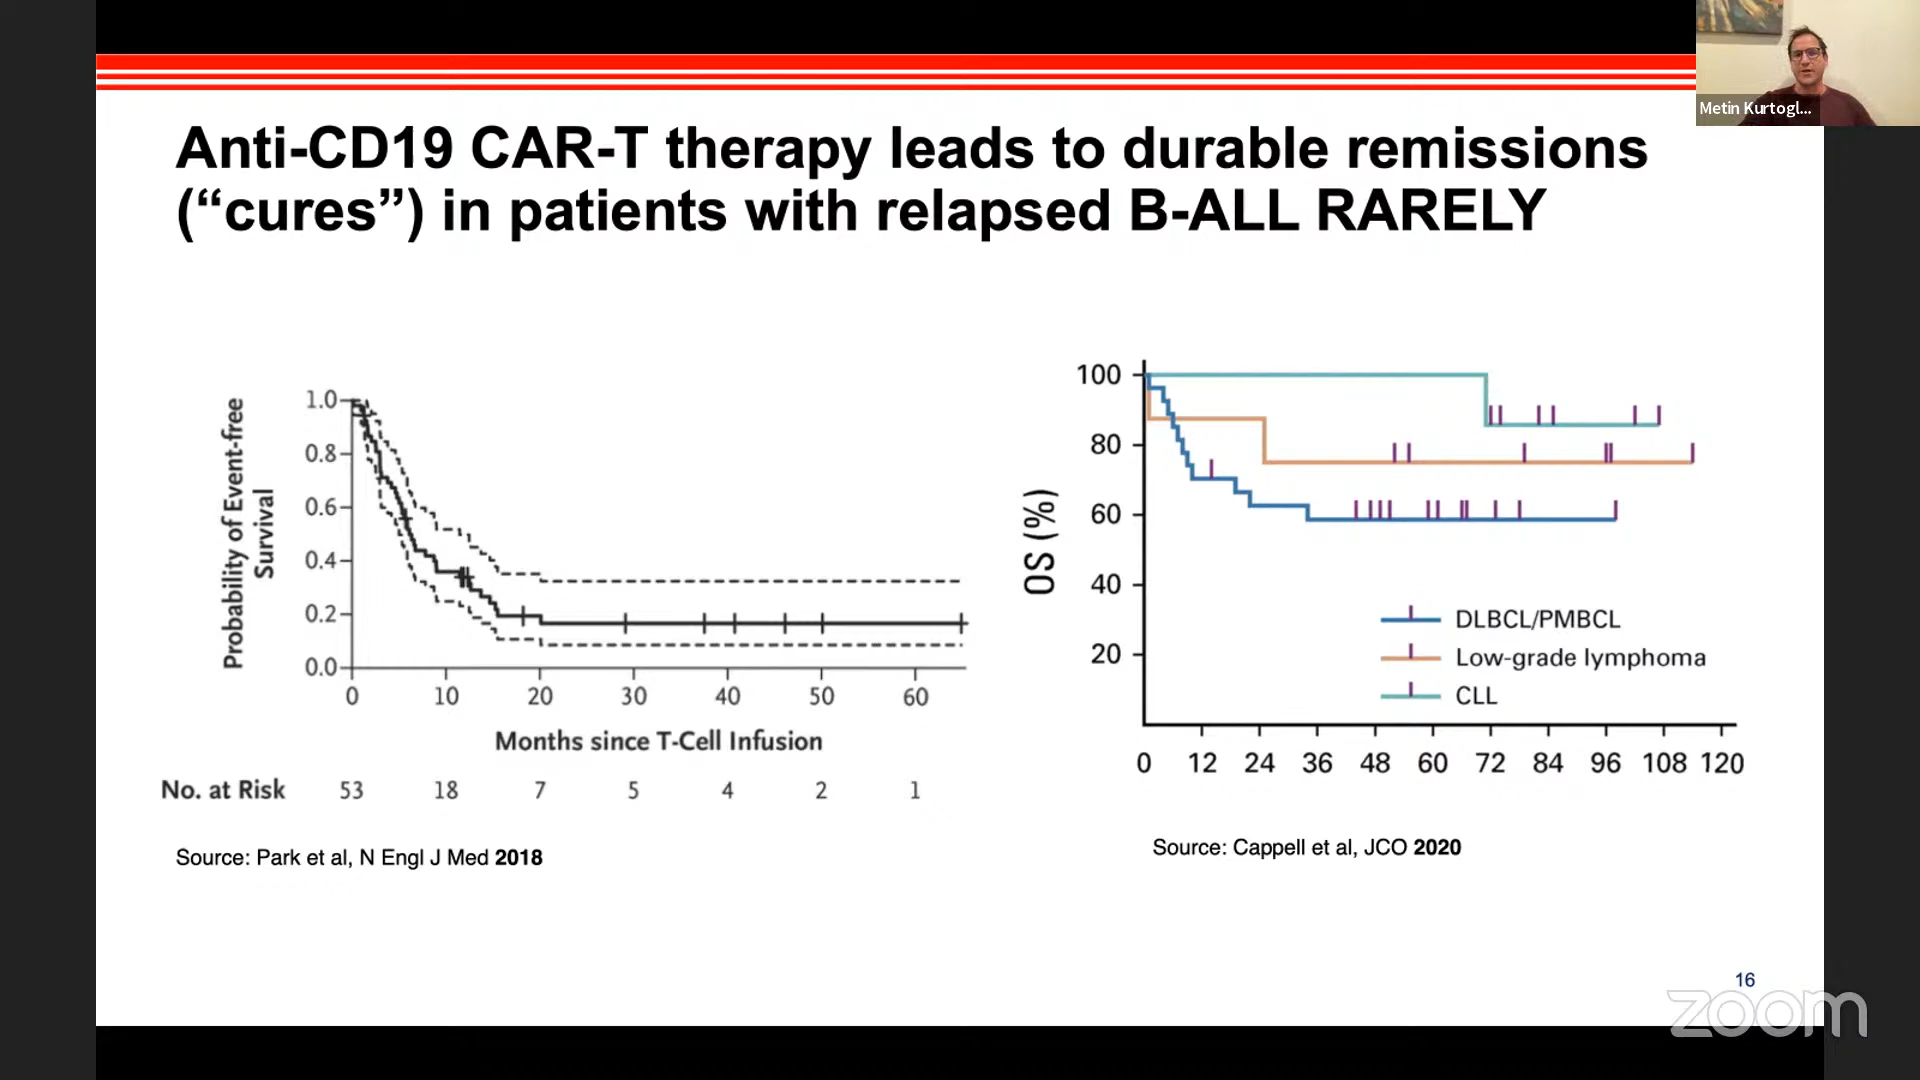 Metin Kurtogl...
Anti-CD19 CAR-T therapy leads to durable remissions
(“cures”) in patients with relapsed B-ALL RARELY
Probability of Event-free
Survival
1.0
0.8
0.6
0.4
0.2
0.0
0 10 20 30 40 50 60
Months since T-Cell Infusion
No. at Risk 53 18 7 5 4 2 1
Source: Park et al, N Engl J Med 2018
OS (%)
100
80
60
40
20
DLBCL/PMBCL
Low-grade lymphoma
CLL
0 12 24 36 48 60 72 84 96 108 120
Source: Cappell et al, JCO 2020
16
zoom